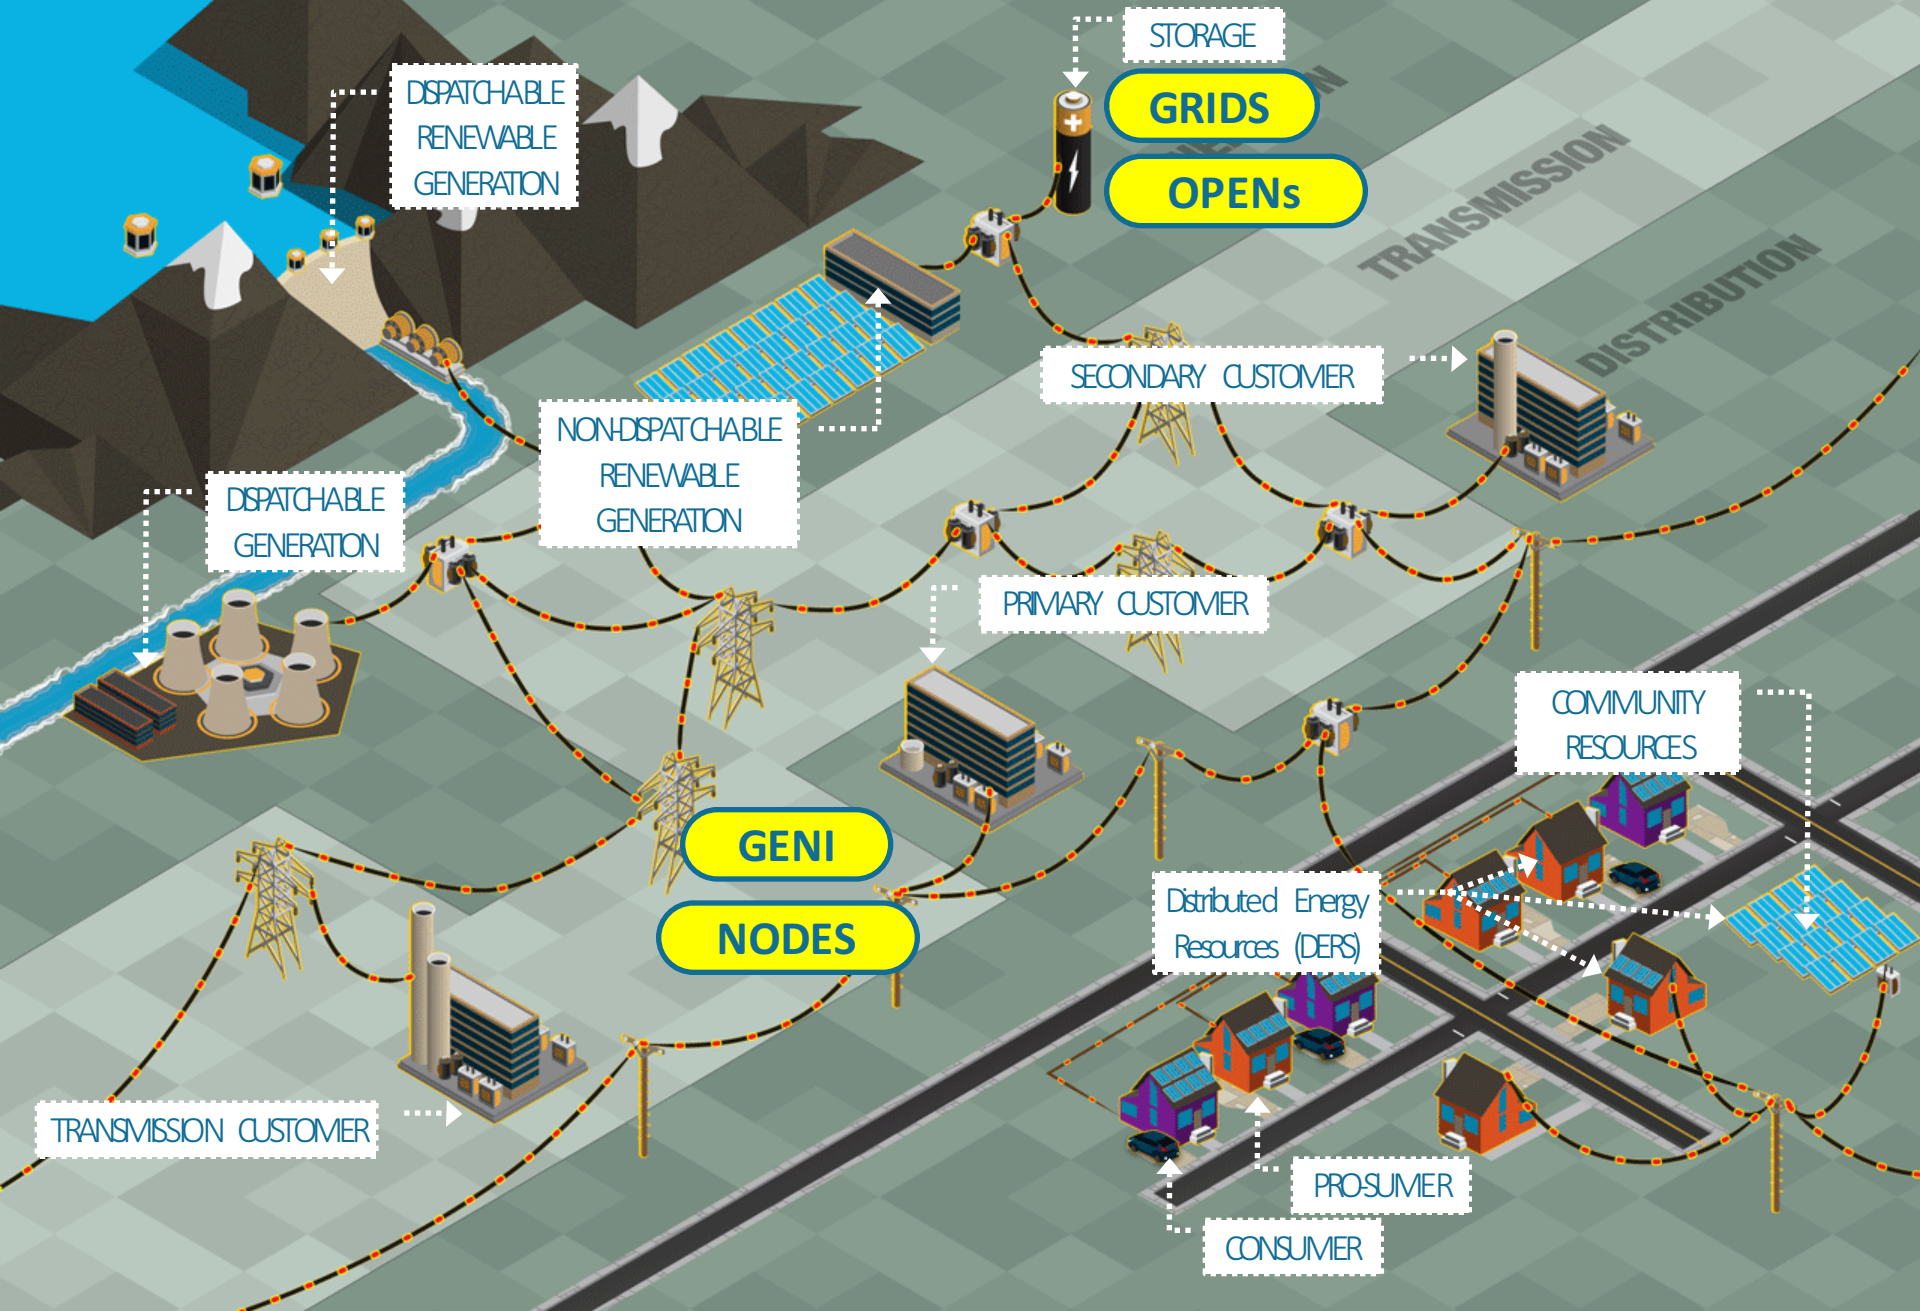 STORAGE
DISPATCHABLE
RENEWABLE
GENERATION
GRIDS
OPENs
TRANSMISSION
DISTRIBUTION
SECONDARY CUSTOMER
NON-DISPATCHABLE
RENEWABLE
GENERATION
DISPATCHABLE
GENERATION
PRIMARY CUSTOMER
COMMUNITY
RESOURCES
GENI
NODES
Distributed Energy
Resources (DERS)
TRANSMISSION CUSTOMER
PRO-SUMER
CONSUMER